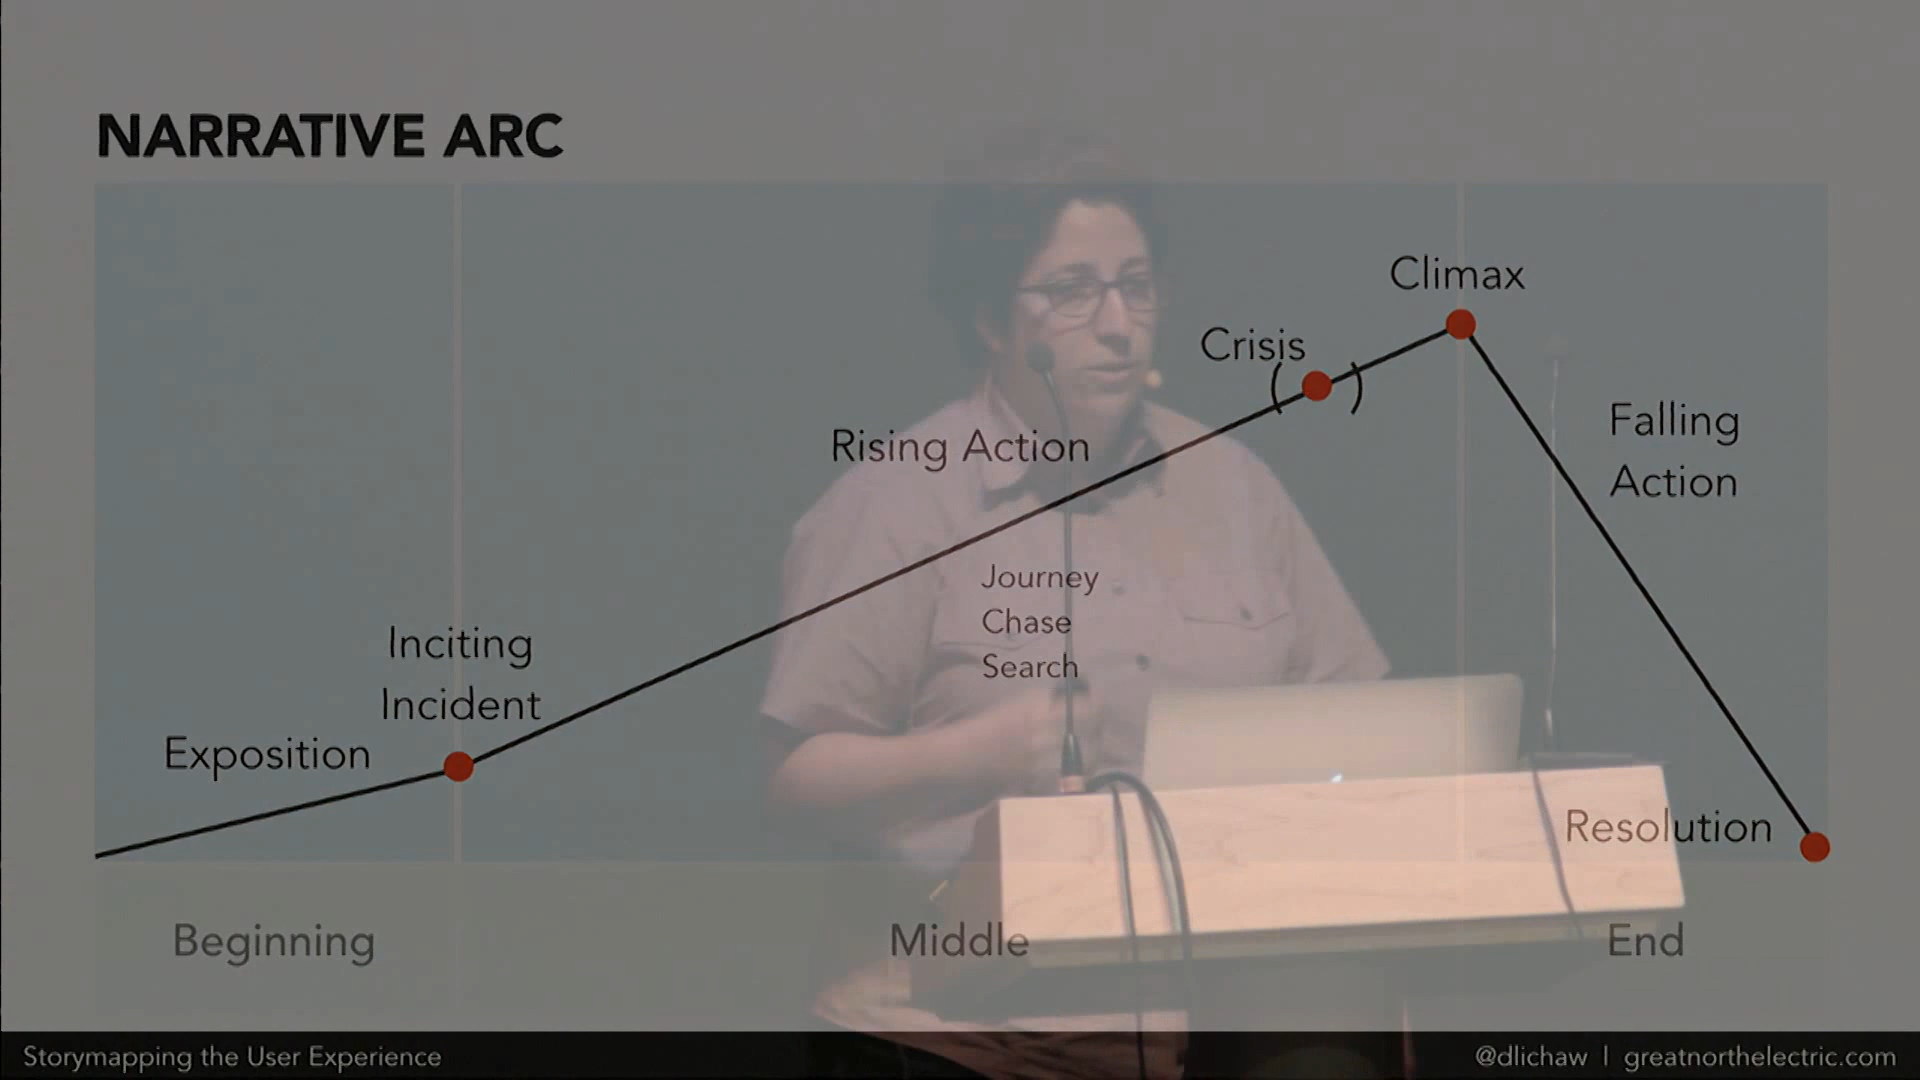 NARRATIVE ARC
Climax
Crisis
( )
Falling
Action
Rising Action
Journey
Chase
Search
Inciting
Incident
Exposition
Resolution
Beginning
Middle
End
Storymapping the User Experience
@dlichaw | greatnorthelectric.com